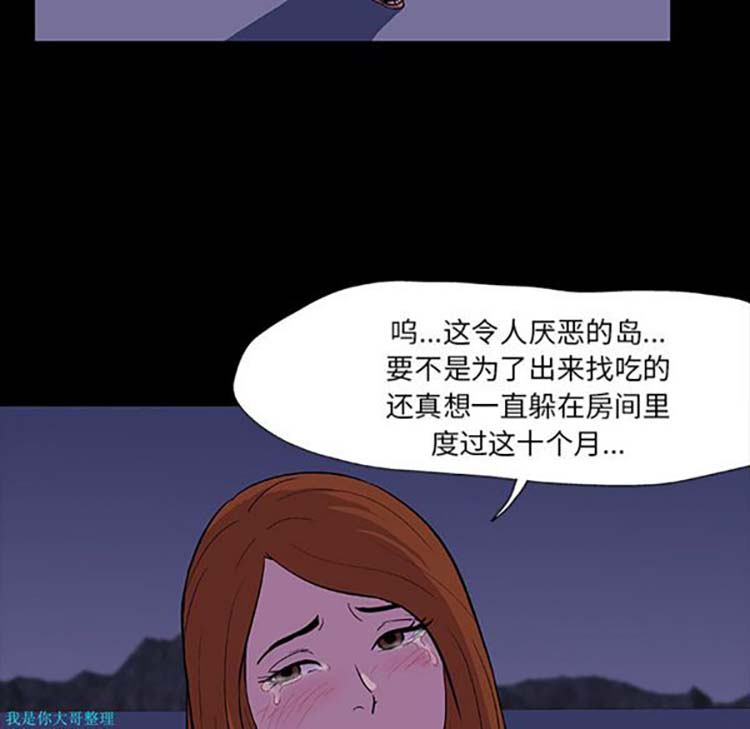 呜...这令人厌恶的岛...
要不是为了出来找吃的
还真想一直躲在房间里
度过这十个月...
我是你大哥整理